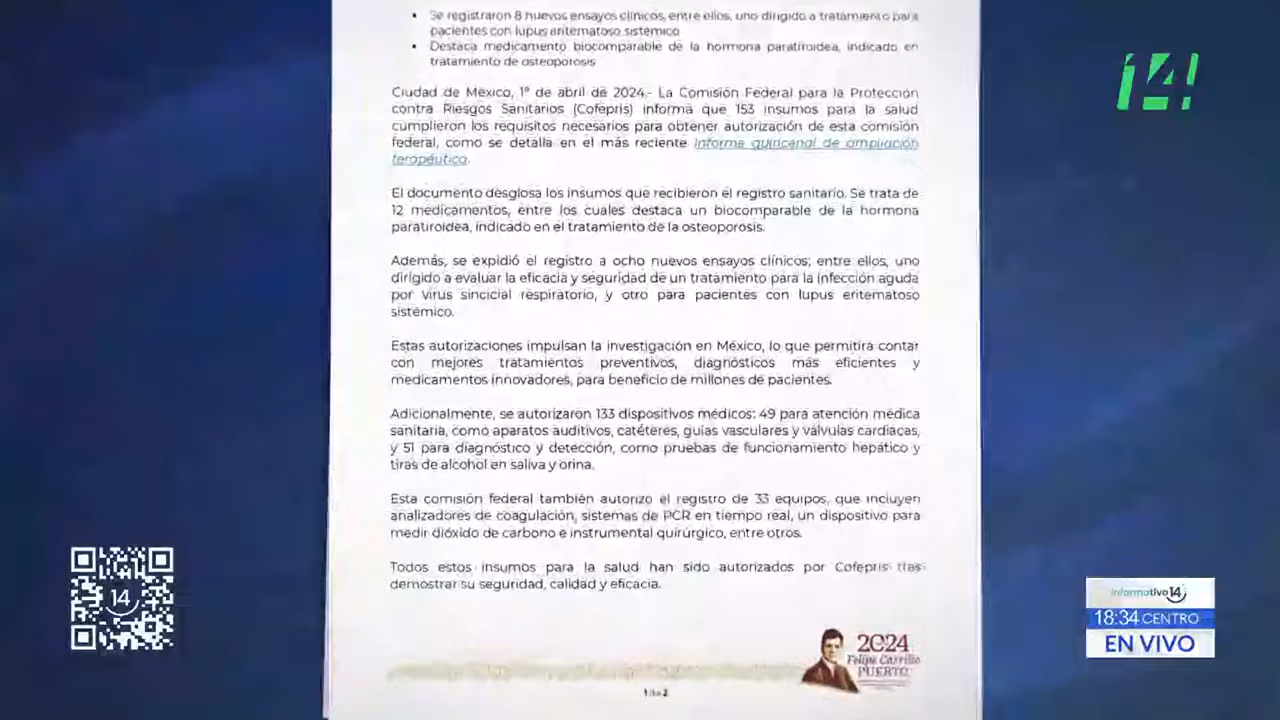 • Se registraron 8 nuevos ensayos clínicos, entre ellos, uno dirigido a tratamiento para
pacientes con lupus eritematoso sistémico
• Destaca medicamento biocomparable de la hormona paratiroidea, indicado en
tratamiento de osteoporosis
¡14!
Ciudad de México, 1° de abril de 2024.- La Comisión Federal para la Protección
contra Riesgos Sanitarios (Cofepris) informa que 153 insumos para la salud
cumplieron los requisitos necesarios para obtener autorización de esta comisión
federal, como se detalla en el más reciente Informe quincenal de ampliación
terapéutica.
El documento desglosa los insumos que recibieron el registro sanitario. Se trata de
12 medicamentos, entre los cuales destaca un biocomparable de la hormona
paratiroidea, indicado en el tratamiento de la osteoporosis.
Además, se expidió el registro a ocho nuevos ensayos clínicos; entre ellos, uno
dirigido a evaluar la eficacia y seguridad de un tratamiento para la infección aguda
por virus sincicial respiratorio, y otro para pacientes con lupus eritematoso
sistémico.
Estas autorizaciones impulsan la investigación en México, lo que permitirá contar
con mejores tratamientos preventivos, diagnósticos más eficientes y
medicamentos innovadores, para beneficio de millones de pacientes.
Adicionalmente, se autorizaron 133 dispositivos médicos: 49 para atención médica
sanitaria, como aparatos auditivos, catéteres, guías vasculares y válvulas cardiacas,
y 51 para diagnóstico y detección, como pruebas de funcionamiento hepático y
tiras de alcohol en saliva y orina.
Esta comisión federal también autorizó el registro de 33 equipos, que incluyen
analizadores de coagulación, sistemas de PCR en tiempo real, un dispositivo para
medir dióxido de carbono e instrumental quirúrgico, entre otros.
Todos estos insumos para la salud han sido autorizados por Cofepris tras
demostrar su seguridad, calidad y eficacia.
14
informativo14
18:34 CENTRO
EN VIVO
2024
Felipe Carrillo
PUERTO
1 de 2